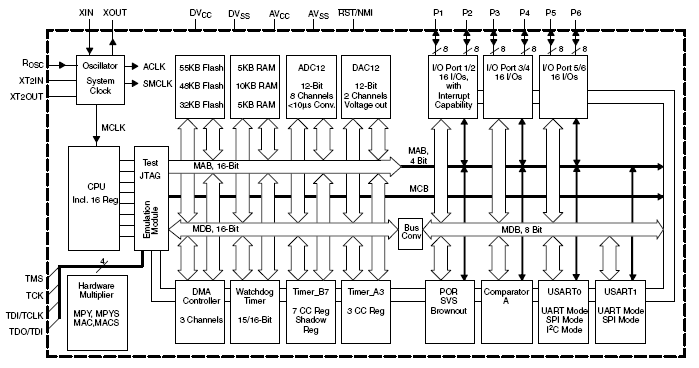 XIN XOUT DVCC DVSS AVCC AVSS RST/NMI P1 P2 P3 P4 P5 P6
8 8 8 8 8 8
ROSC
XT2IN
XT2OUT
Oscillator
System
Clock
ACLK
SMCLK
MCLK
55KB Flash
48KB Flash
32KB Flash
5KB RAM
10KB RAM
5KB RAM
ADC12
12-Bit
8 Channels
<10µs Conv.
DAC12
12-Bit
2 Channels
Voltage out
I/O Port 1/2
16 I/Os,
with
Interrupt
Capability
I/O Port 3/4
16 I/Os
I/O Port 5/6
16 I/Os
CPU
Incl. 16 Reg
Test
JTAG
Emulation
Module
MAB, 16-Bit
MAB,
4 Bit
MCB
MDB, 16-Bit
Bus
Conv
MDB, 8 Bit
4
TMS
TCK
TDI/TCLK
TDO/TDI
Hardware
Multiplier
MPY, MPYS
MAC,MACS
DMA
Controller
3 Channels
Watchdog
Timer
15/16-Bit
Timer_B7
7 CC Reg
Shadow
Reg
Timer_A3
3 CC Reg
POR
SVS
Brownout
Comparator
A
USART0
UART Mode
SPI Mode
I²C Mode
USART1
UART Mode
SPI Mode